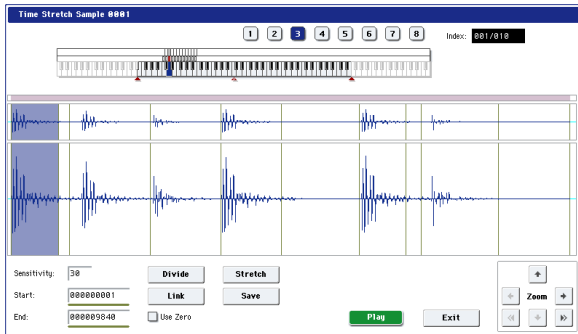 Time Stretch Sample 0001
1 2 3 4 5 6 7 8 Index: 001/010
Sensitivity: 30 Divide Stretch
Start: 000000001 Link Save
End: 000009840 Use Zero Play Exit
Zoom